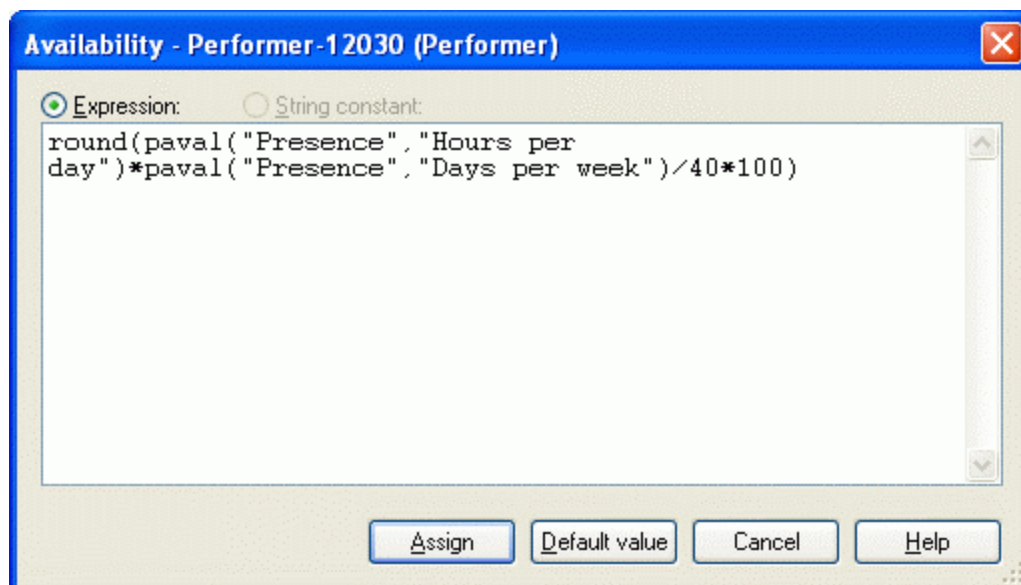 Availability - Performer-12030 (Performer)
Expression: String constant:
round(paval("Presence","Hours per
day")*paval("Presence","Days per week")/40*100)
Assign Default value Cancel Help